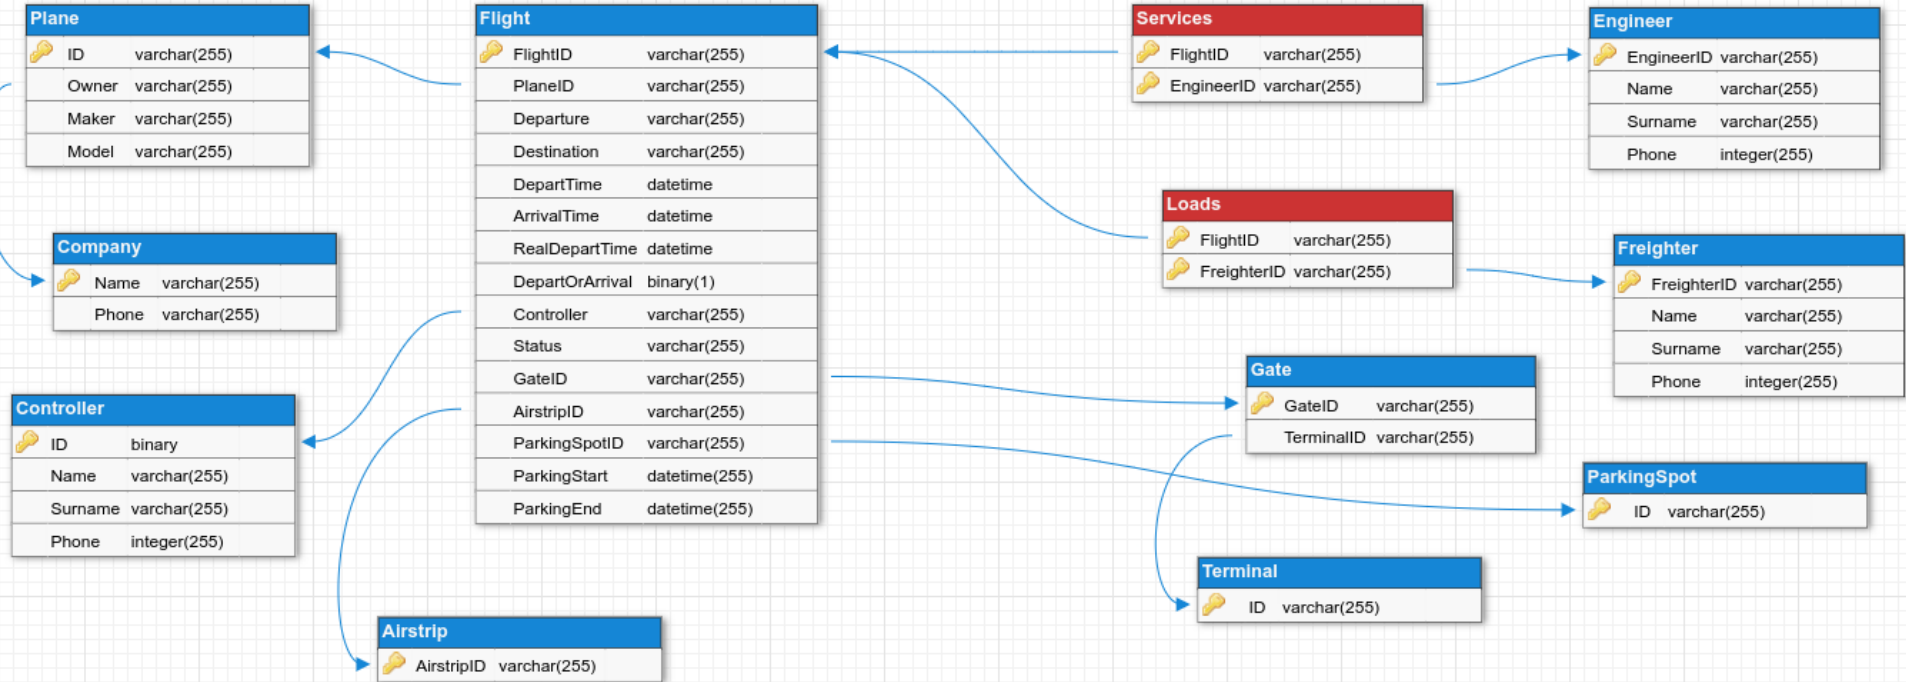 Plane
ID varchar(255)
Owner varchar(255)
Maker varchar(255)
Model varchar(255)
Company
Name varchar(255)
Phone varchar(255)
Controller
ID binary
Name varchar(255)
Surname varchar(255)
Phone integer(255)
Flight
FlightID varchar(255)
PlaneID varchar(255)
Departure varchar(255)
Destination varchar(255)
DepartTime datetime
ArrivalTime datetime
RealDepartTime datetime
DepartOrArrival binary(1)
Controller varchar(255)
Status varchar(255)
GateID varchar(255)
AirstripID varchar(255)
ParkingSpotID varchar(255)
ParkingStart datetime(255)
ParkingEnd datetime(255)
Airstrip
AirstripID varchar(255)
Services
FlightID varchar(255)
EngineerID varchar(255)
Loads
FlightID varchar(255)
FreighterID varchar(255)
Gate
GateID varchar(255)
TerminalID varchar(255)
Terminal
ID varchar(255)
Engineer
EngineerID varchar(255)
Name varchar(255)
Surname varchar(255)
Phone integer(255)
Freighter
FreighterID varchar(255)
Name varchar(255)
Surname varchar(255)
Phone integer(255)
ParkingSpot
ID varchar(255)